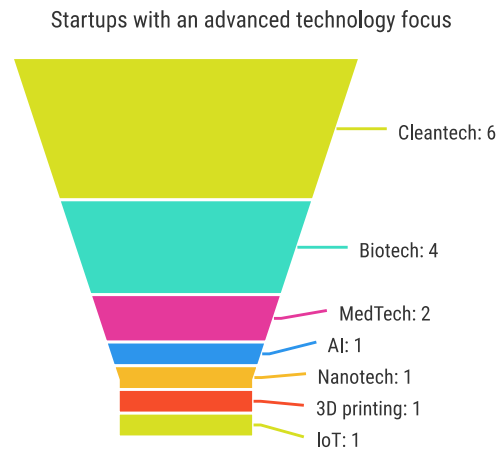 Startups with an advanced technology focus
Cleantech: 6
Biotech: 4
MedTech: 2
AI: 1
Nanotech: 1
3D printing: 1
IoT: 1